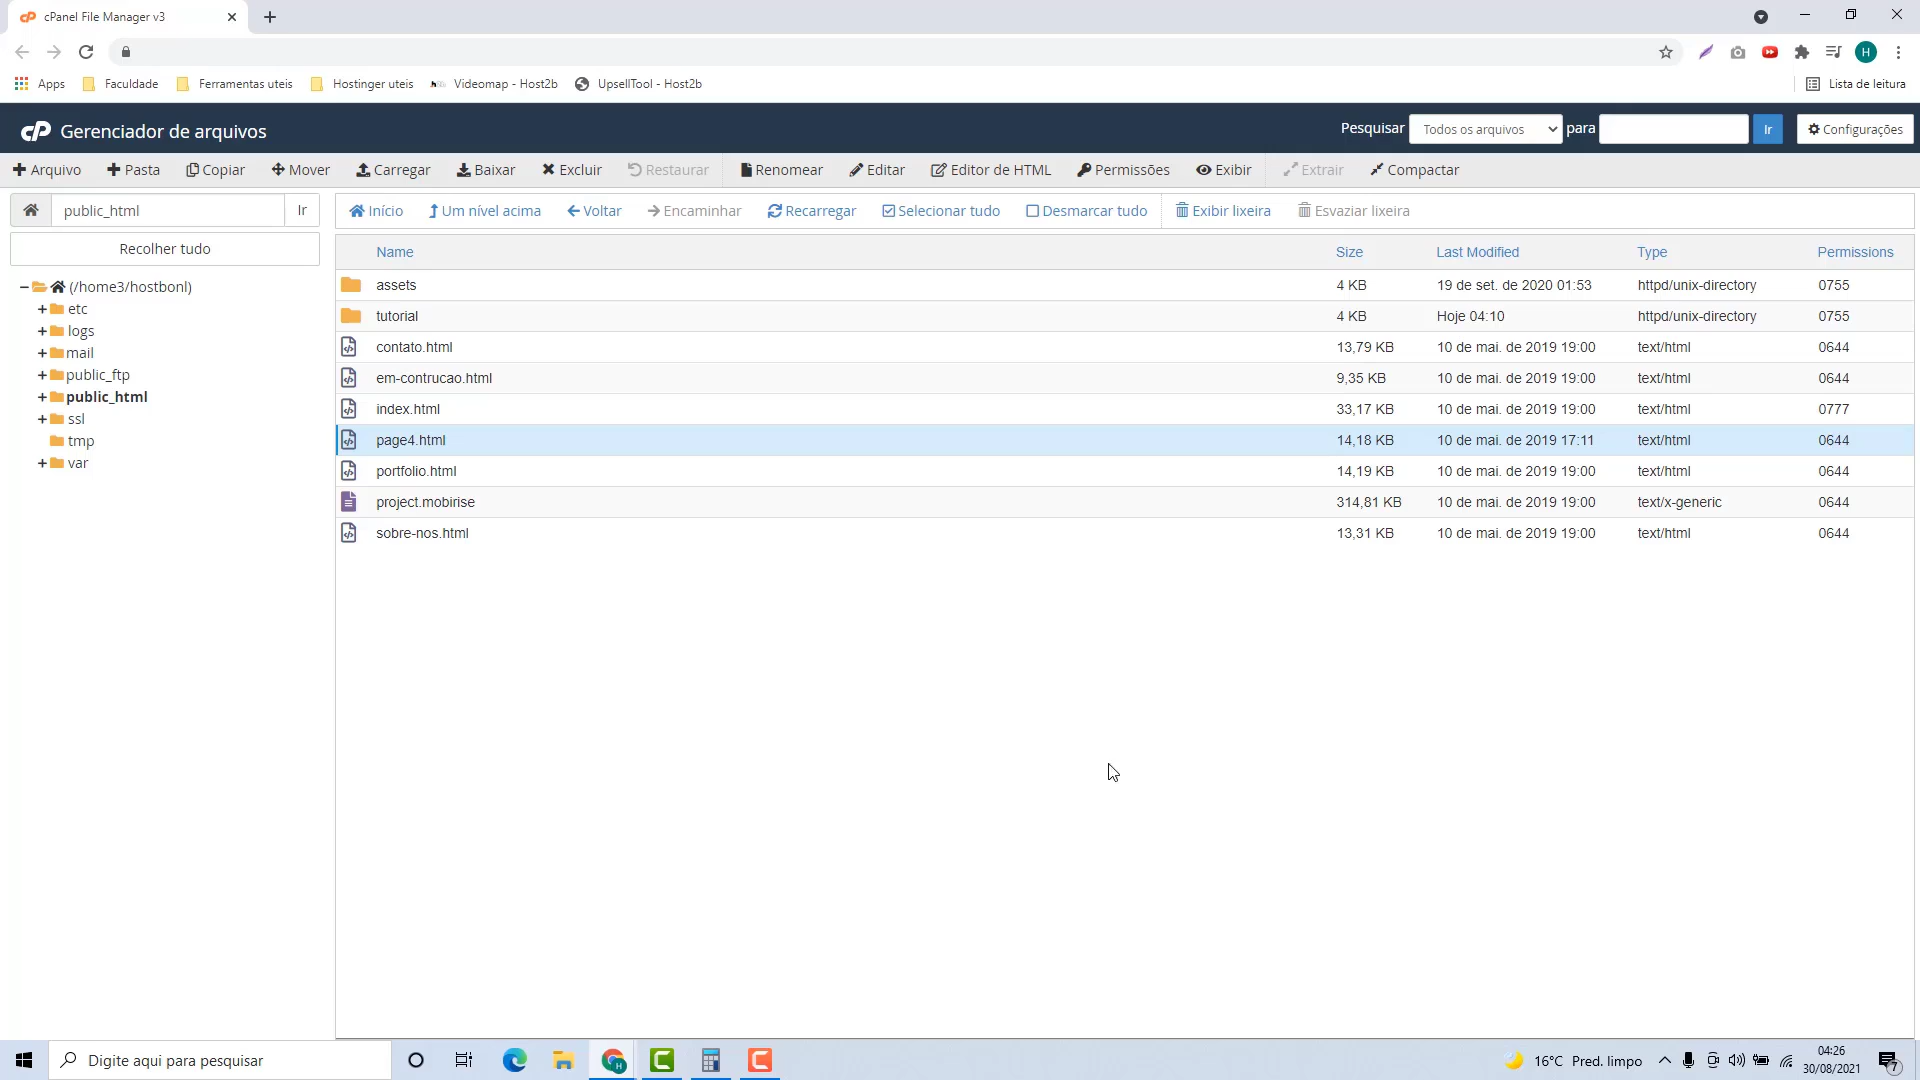 cPanel File Manager v3
Apps Faculdade Ferramentas uteis Hostinger uteis Videomap - Host2b UpsellTool - Host2b Lista de leitura
cP Gerenciador de arquivos Pesquisar Todos os arquivos para Ir Configurações
Arquivo Pasta Copiar Mover Carregar Baixar Excluir Restaurar Renomear Editar Editor de HTML Permissões Exibir Extrair Compactar
public_html Ir Início Um nível acima Voltar Encaminhar Recarregar Selecionar tudo Desmarcar tudo Exibir lixeira Esvaziar lixeira
Recolher tudo
(/home3/hostbonl)
etc
logs
mail
public_ftp
public_html
ssl
tmp
var
Name Size Last Modified Type Permissions
assets 4 KB 19 de set. de 2020 01:53 httpd/unix-directory 0755
tutorial 4 KB Hoje 04:10 httpd/unix-directory 0755
contato.html 13,79 KB 10 de mai. de 2019 19:00 text/html 0644
em-contrucao.html 9,35 KB 10 de mai. de 2019 19:00 text/html 0644
index.html 33,17 KB 10 de mai. de 2019 19:00 text/html 0777
page4.html 14,18 KB 10 de mai. de 2019 17:11 text/html 0644
portfolio.html 14,19 KB 10 de mai. de 2019 19:00 text/html 0644
project.mobirise 314,81 KB 10 de mai. de 2019 19:00 text/x-generic 0644
sobre-nos.html 13,31 KB 10 de mai. de 2019 19:00 text/html 0644
Digite aqui para pesquisar 16°C Pred. limpo 04:26
30/08/2021 7